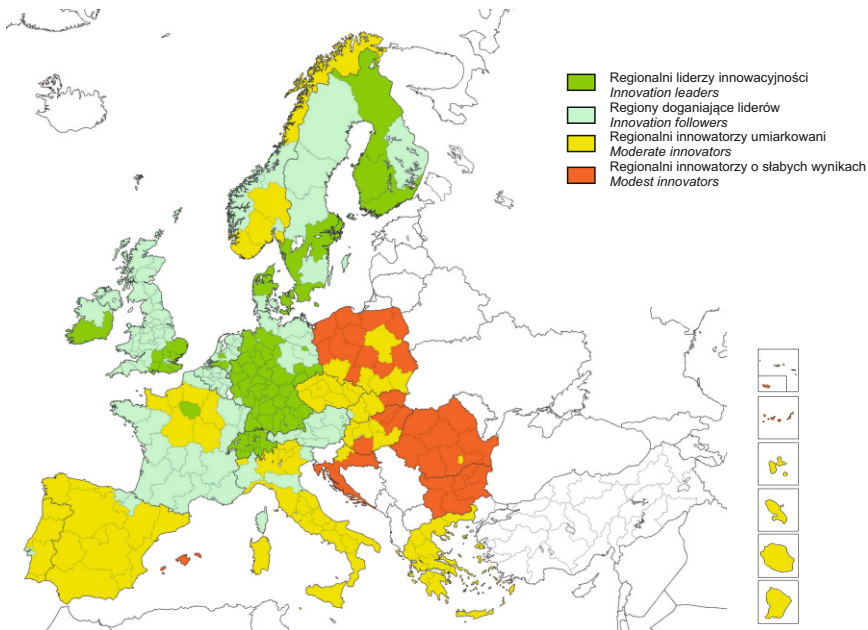 Regionalni liderzy innowacyjności
Innovation leaders
Regiony doganiające liderów
Innovation followers
Regionalni innowatorzy umiarkowani
Moderate innovators
Regionalni innowatorzy o słabych wynikach
Modest innovators